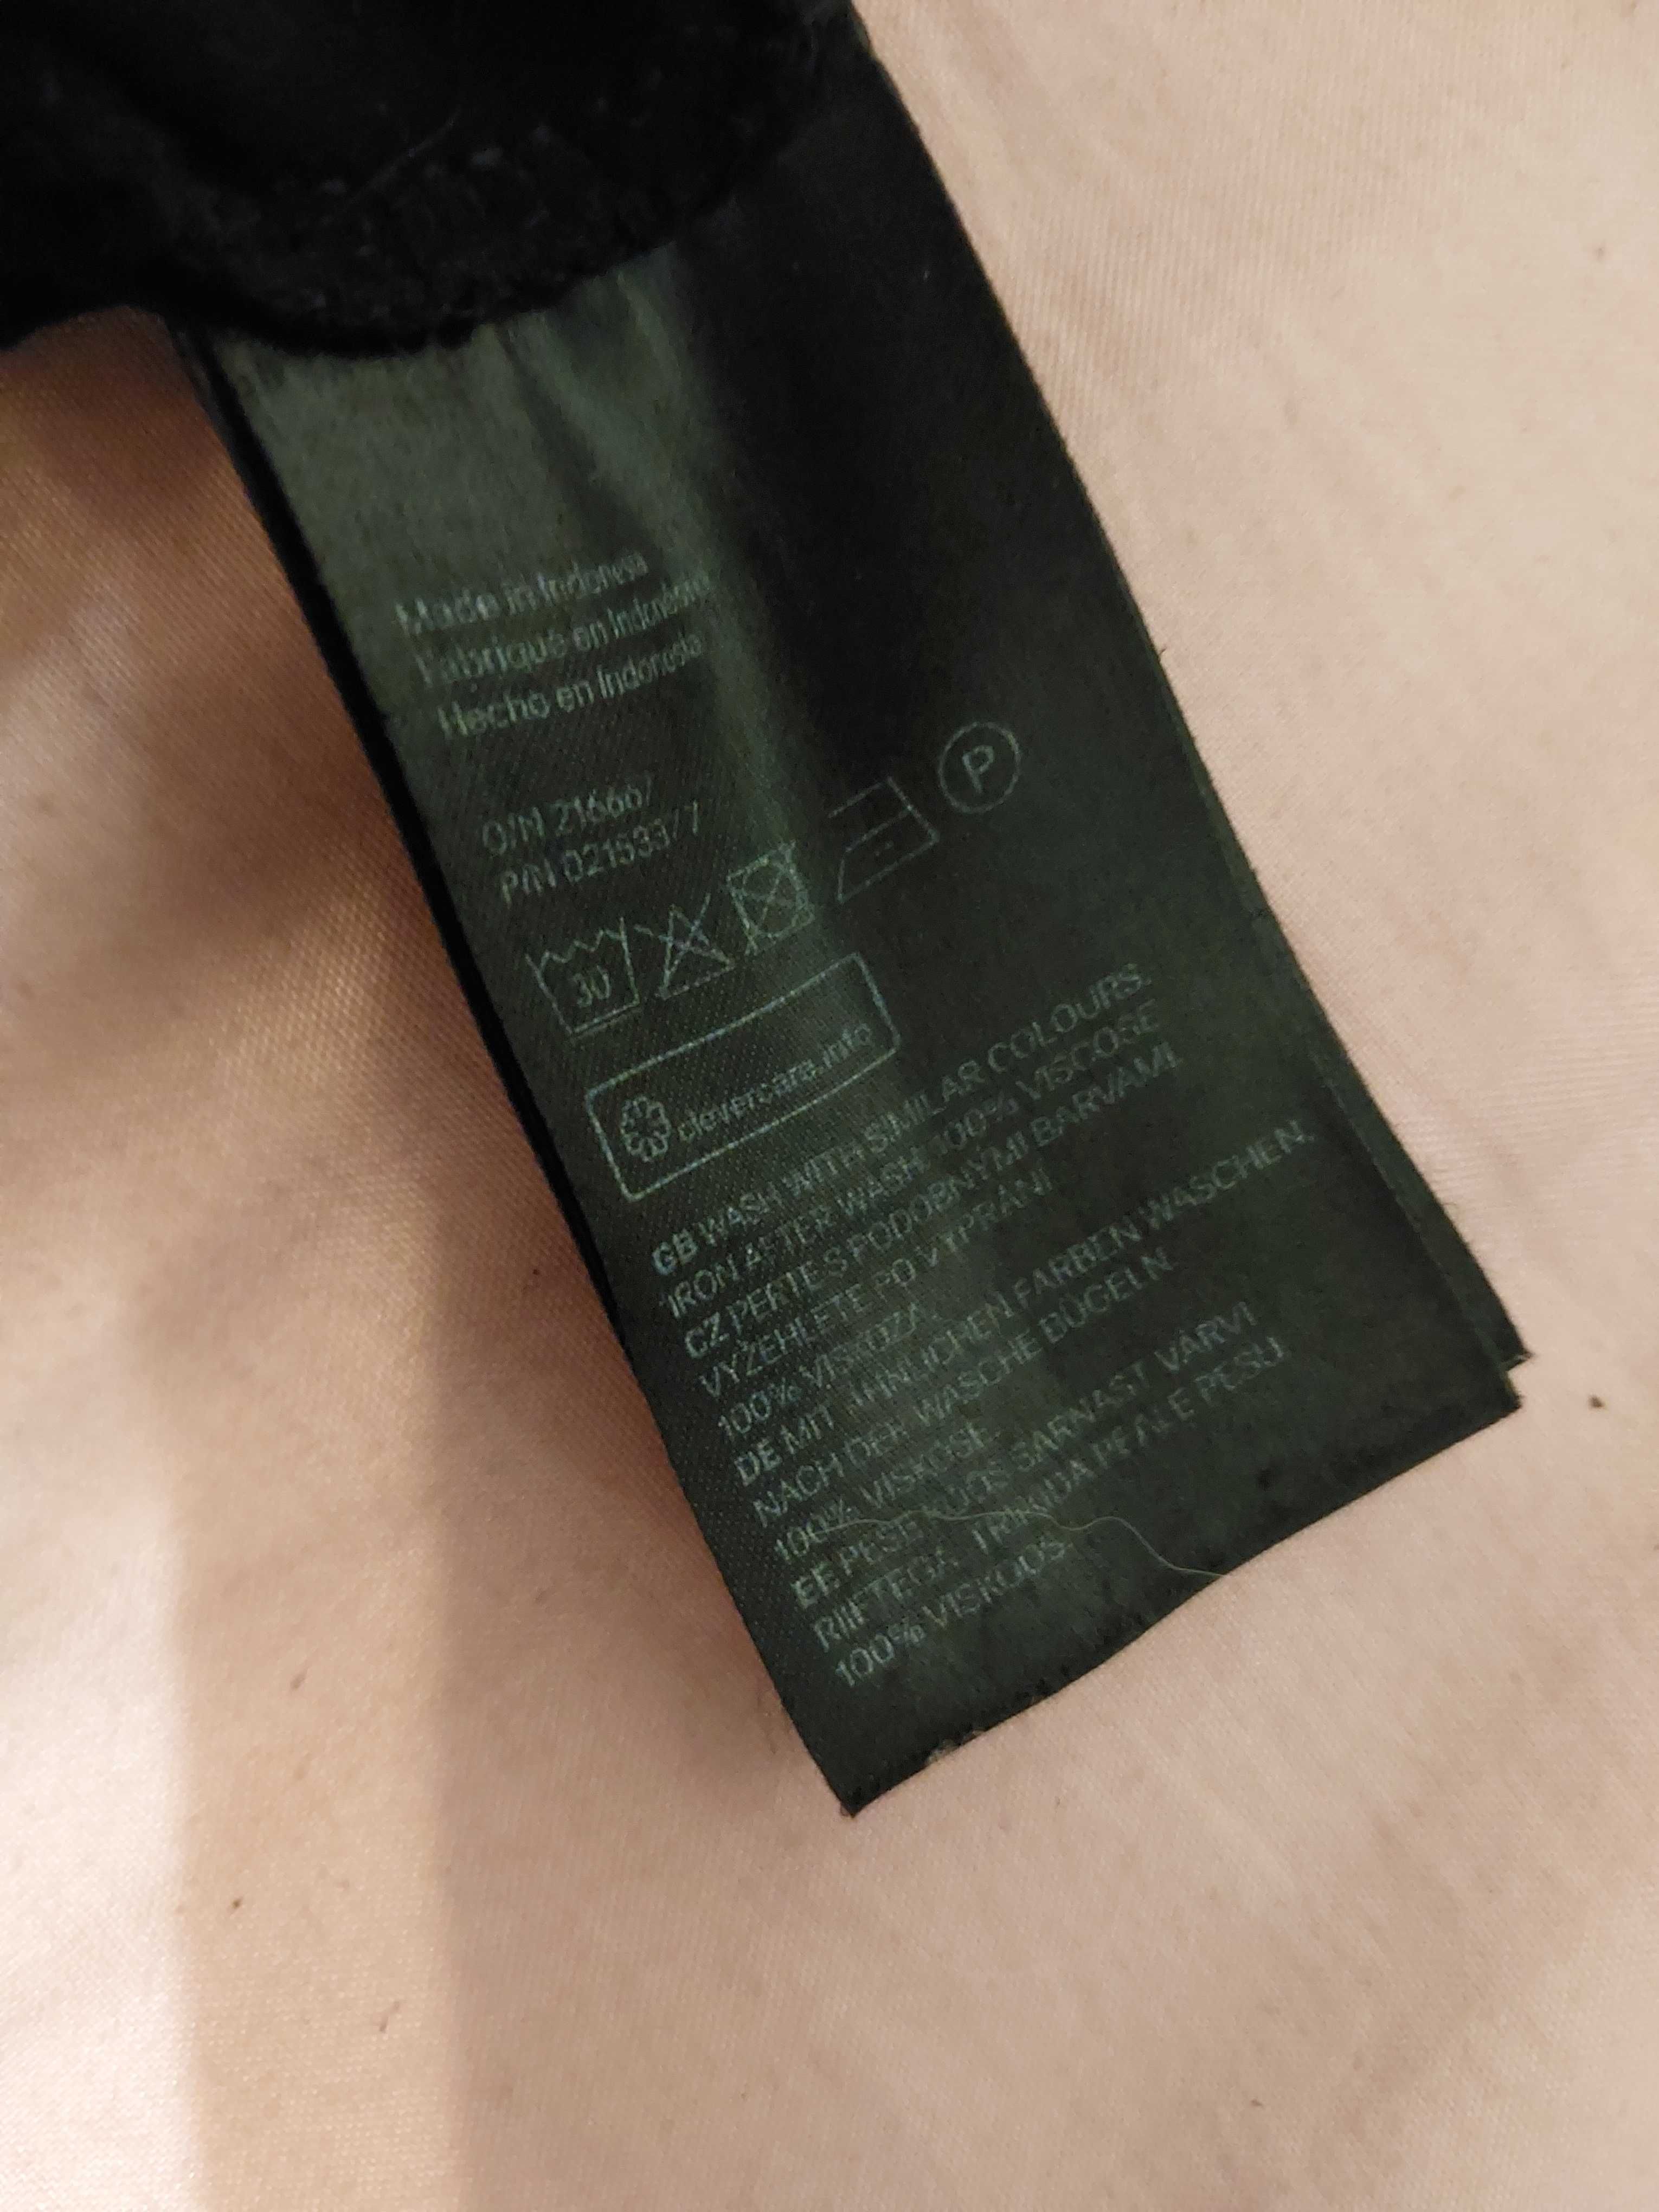 Made in Indonesia
Fabriqué en Indonésie
Hecho en Indonesia
O/N 216667
P/N 0215337/7
P
30
clevercare.info
GB WASH WITH SIMILAR COLOURS.
IRON AFTER WASH 100% VISCOSE
CZ PERTE S PODOBNÝMI BARVAMI.
VYŽEHLETE PO VYPRÁNÍ
100% VISKÓZA
DE MIT ÄHNLICHEN FARBEN WASCHEN.
NACH DER WÄSCHE BÜGELN.
100% VISKOSE
EE PESTA KOOS SARNAST VÄRVI
RIIETEGA. TRIIKIDA PEALE PESU
100% VISKOOS